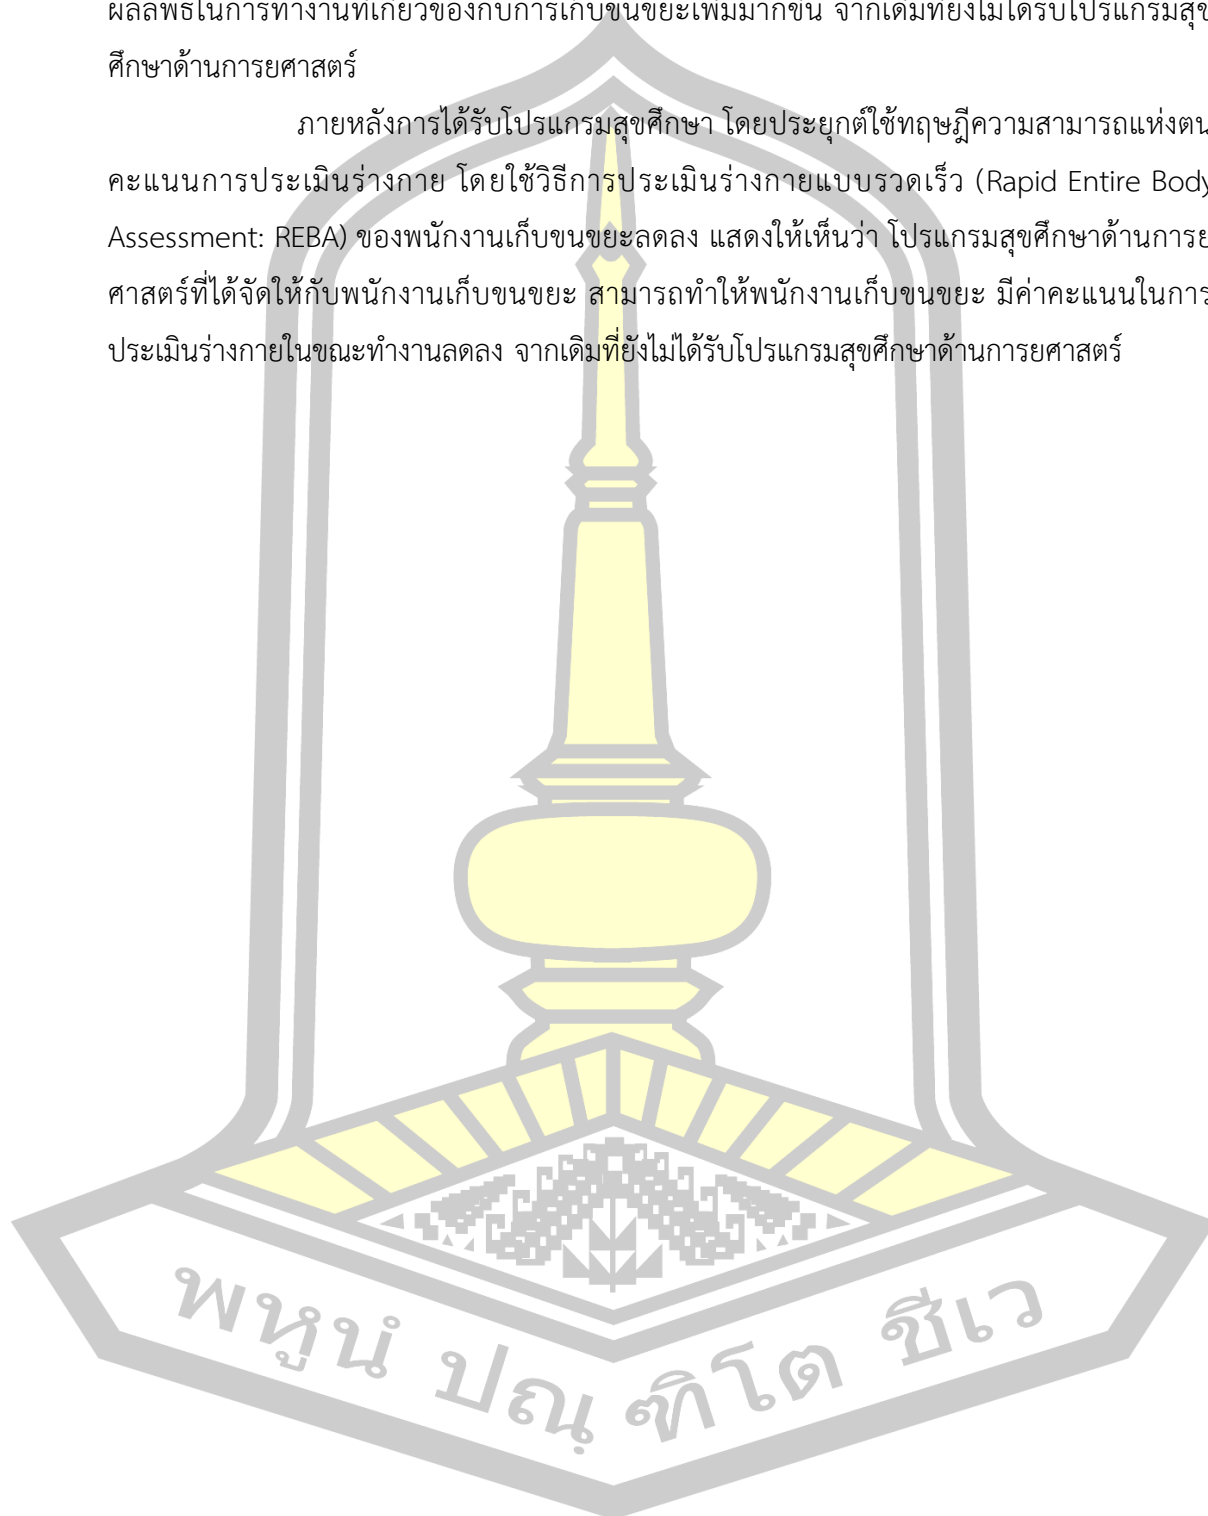 ผลลัพธ์ในการทำงานที่เกี่ยวข้องกับการเก็บขนขยะเพิ่มมากขึ้น จากเดิมที่ยังไม่ได้รับโปรแกรมสุข
ศึกษาด้านการยศาสตร์
ภายหลังการได้รับโปรแกรมสุขศึกษา โดยประยุกต์ใช้ทฤษฎีความสามารถแห่งตน
คะแนนการประเมินร่างกาย โดยใช้วิธีการประเมินร่างกายแบบรวดเร็ว (Rapid Entire Body
Assessment: REBA) ของพนักงานเก็บขนขยะลดลง แสดงให้เห็นว่า โปรแกรมสุขศึกษาด้านการย
ศาสตร์ที่ได้จัดให้กับพนักงานเก็บขนขยะ สามารถทำให้พนักงานเก็บขนขยะ มีค่าคะแนนในการ
ประเมินร่างกายในขณะทำงานลดลง จากเดิมที่ยังไม่ได้รับโปรแกรมสุขศึกษาด้านการยศาสตร์
พหูนํ ปณฺฑิโต ชีเว